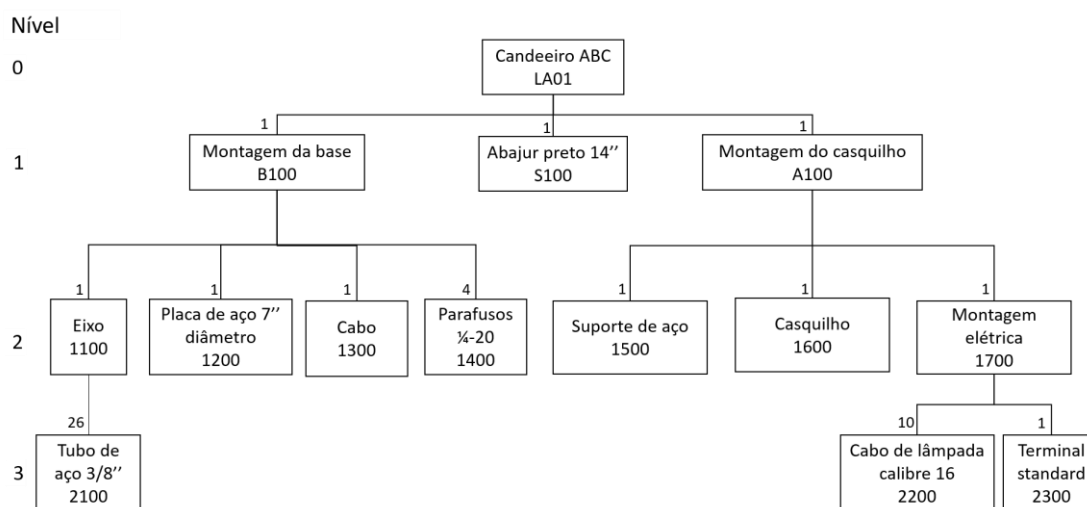 Nível
0
Candeeiro ABC
LA01
1
1
1
1
Montagem da base
B100
Abajur preto 14’’
S100
Montagem do casquilho
A100
1
1
1
4
1
1
1
2
Eixo
1100
Placa de aço 7’’
diâmetro
1200
Cabo
1300
Parafusos
¼-20
1400
Suporte de aço
1500
Casquilho
1600
Montagem
elétrica
1700
26
10
1
3
Tubo de
aço 3/8’’
2100
Cabo de lâmpada
calibre 16
2200
Terminal
standard
2300